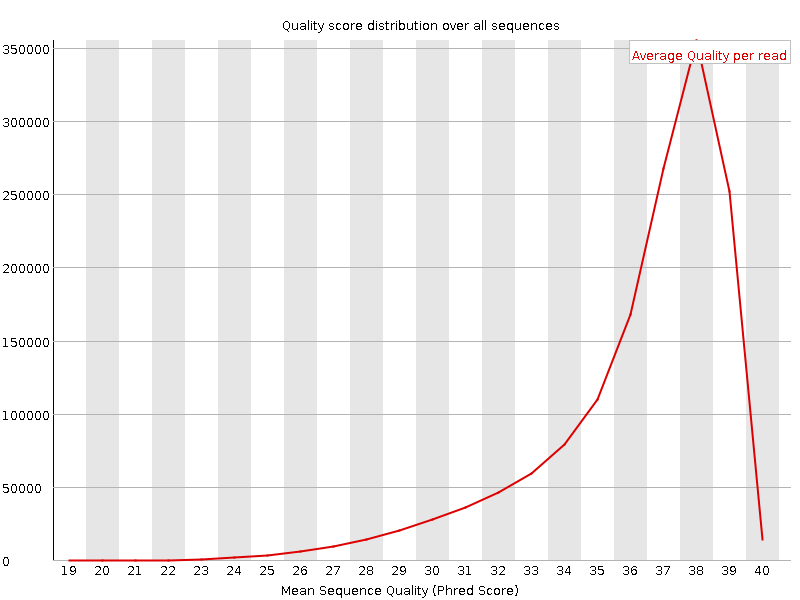 Quality score distribution over all sequences
Average Quality per read
350000
300000
250000
200000
150000
100000
50000
0
19 20 21 22 23 24 25 26 27 28 29 30 31 32 33 34 35 36 37 38 39 40
Mean Sequence Quality (Phred Score)